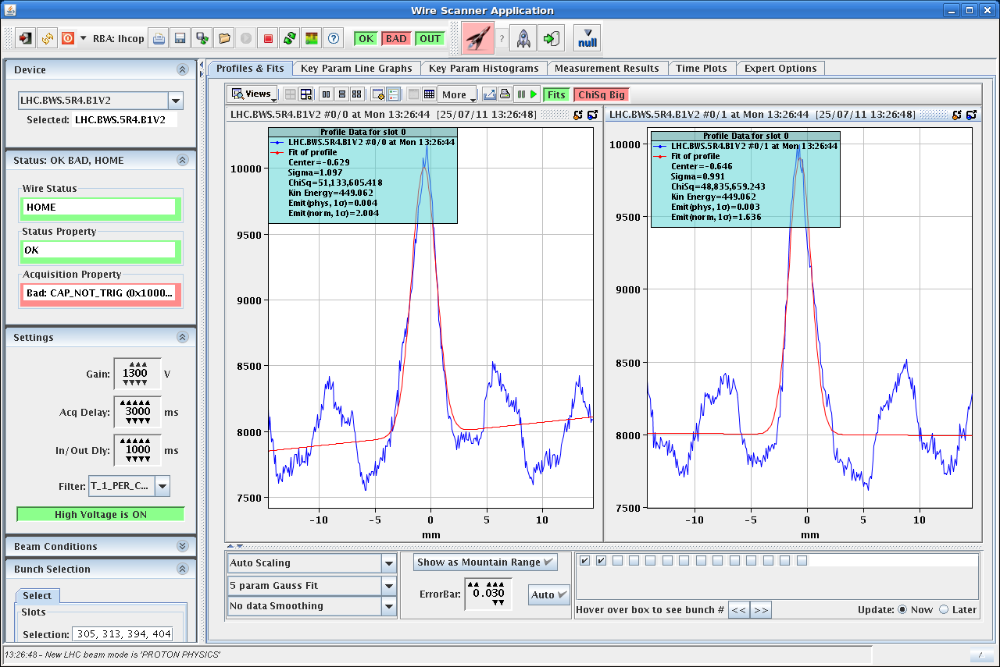 Wire Scanner Application
RBA: lhcop
OK BAD OUT
?
null
Device
LHC.BWS.5R4.B1V2
Selected: LHC.BWS.5R4.B1V2
Status: OK BAD, HOME
Wire Status
HOME
Status Property
OK
Acquisition Property
Bad: CAP_NOT_TRIG (0x1000...
Settings
Gain: 1300 V
Acq Delay: 3000 ms
In/Out Dly: 1000 ms
Filter: T_1_PER_C...
High Voltage is ON
Beam Conditions
Bunch Selection
Select
Slots
Selection: 305, 313, 394, 404
Profiles & Fits Key Param Line Graphs Key Param Histograms Measurement Results Time Plots Expert Options
Views More Fits ChiSq Big
LHC.BWS.5R4.B1V2 #0/0 at Mon 13:26:44 [25/07/11 13:26:48]
Profile Data for slot 0
LHC.BWS.5R4.B1V2 #0/0 at Mon 13:26:44
Fit of profile
Center=-0.629
Sigma=1.097
ChiSq=51,133,605.418
Kin Energy=449.062
Emit(phys, 1σ)=0.004
Emit(norm, 1σ)=2.004
10000
9500
9000
8500
8000
7500
-10 -5 0 5 10
mm
LHC.BWS.5R4.B1V2 #0/1 at Mon 13:26:44 [25/07/11 13:26:48]
Profile Data for slot 0
LHC.BWS.5R4.B1V2 #0/1 at Mon 13:26:44
Fit of profile
Center=-0.646
Sigma=0.991
ChiSq=48,835,659.243
Kin Energy=449.062
Emit(phys, 1σ)=0.003
Emit(norm, 1σ)=1.636
10000
9500
9000
8500
8000
7500
-10 -5 0 5 10
mm
Auto Scaling
5 param Gauss Fit
No data Smoothing
Show as Mountain Range
ErrorBar: 0.030 Auto
Hover over box to see bunch # << >> Update: Now Later
13:26:48 - New LHC beam mode is 'PROTON PHYSICS'